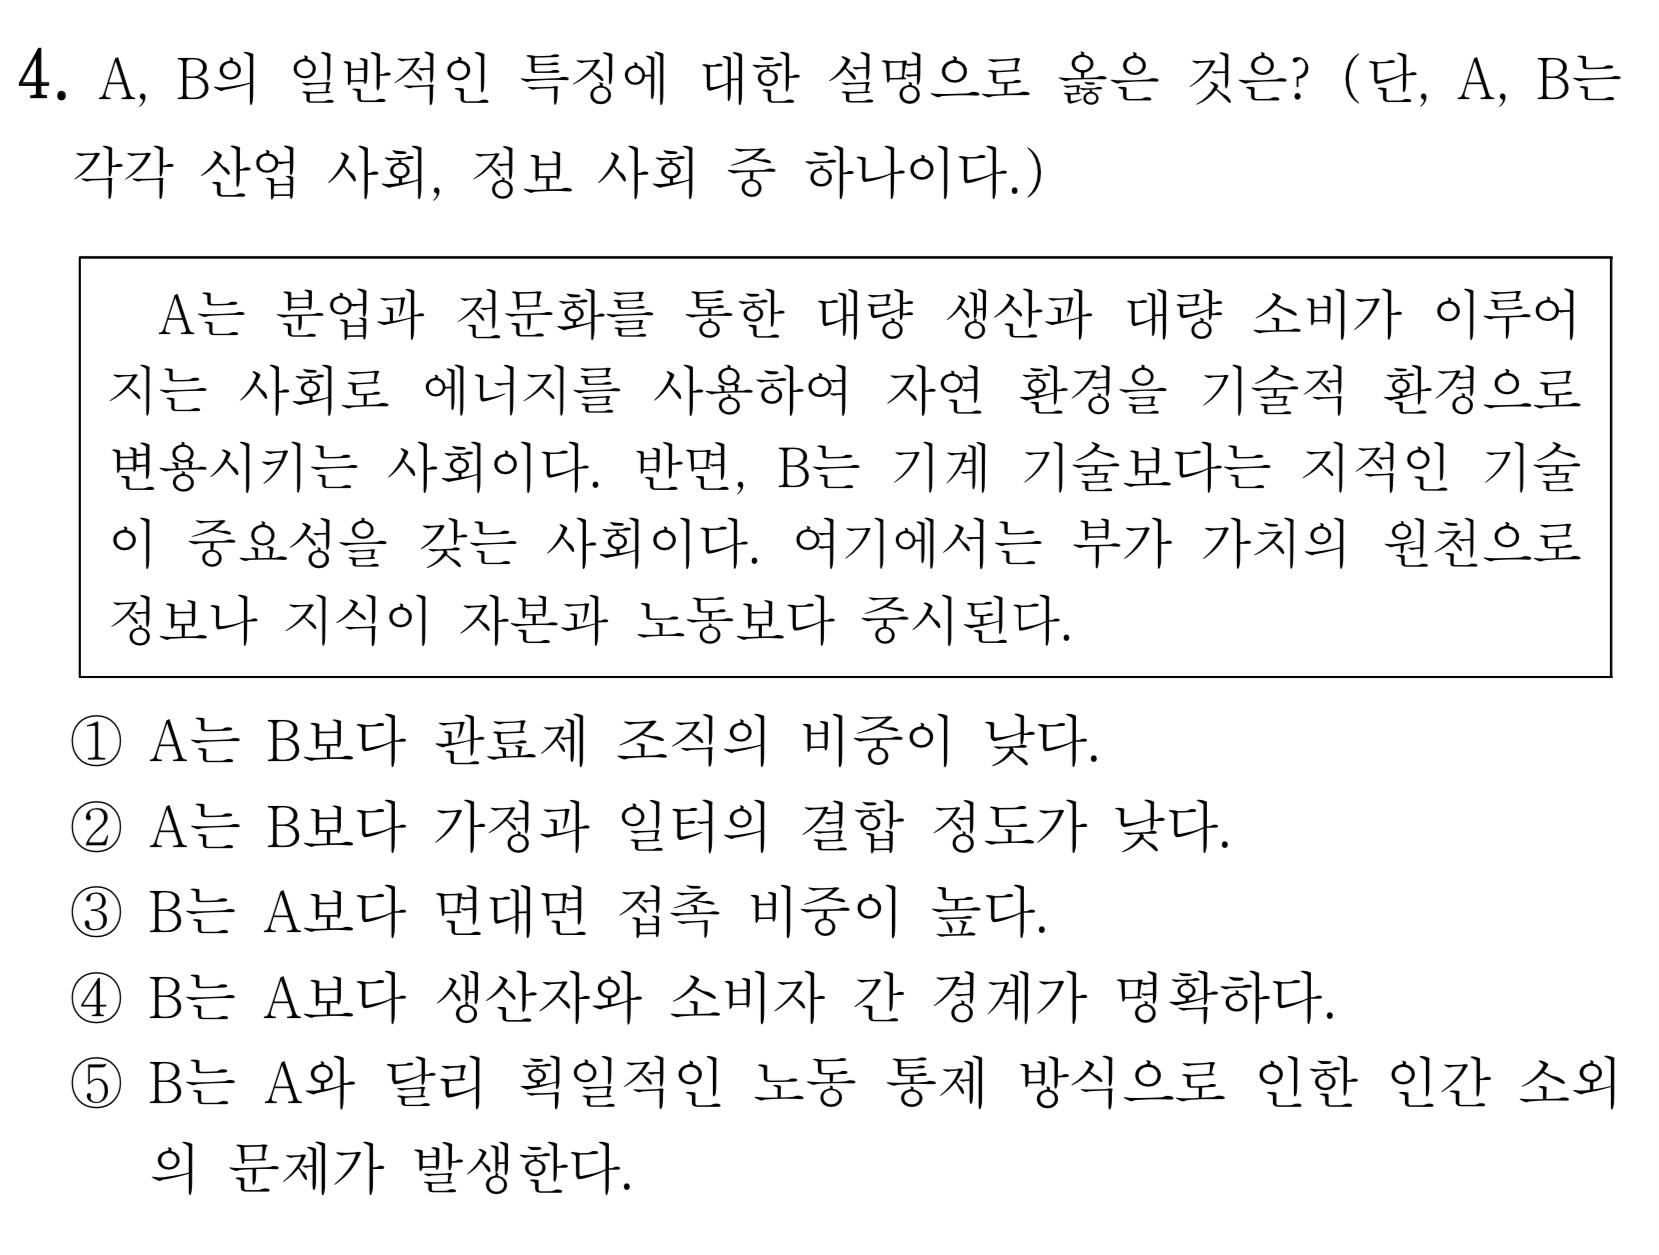 4. A, B의 일반적인 특징에 대한 설명으로 옳은 것은? (단, A, B는
각각 산업 사회, 정보 사회 중 하나이다.)
A는 분업과 전문화를 통한 대량 생산과 대량 소비가 이루어
지는 사회로 에너지를 사용하여 자연 환경을 기술적 환경으로
변용시키는 사회이다. 반면, B는 기계 기술보다는 지적인 기술
이 중요성을 갖는 사회이다. 여기에서는 부가 가치의 원천으로
정보나 지식이 자본과 노동보다 중시된다.
① A는 B보다 관료제 조직의 비중이 낮다.
② A는 B보다 가정과 일터의 결합 정도가 낮다.
③ B는 A보다 면대면 접촉 비중이 높다.
④ B는 A보다 생산자와 소비자 간 경계가 명확하다.
⑤ B는 A와 달리 획일적인 노동 통제 방식으로 인한 인간 소외
의 문제가 발생한다.